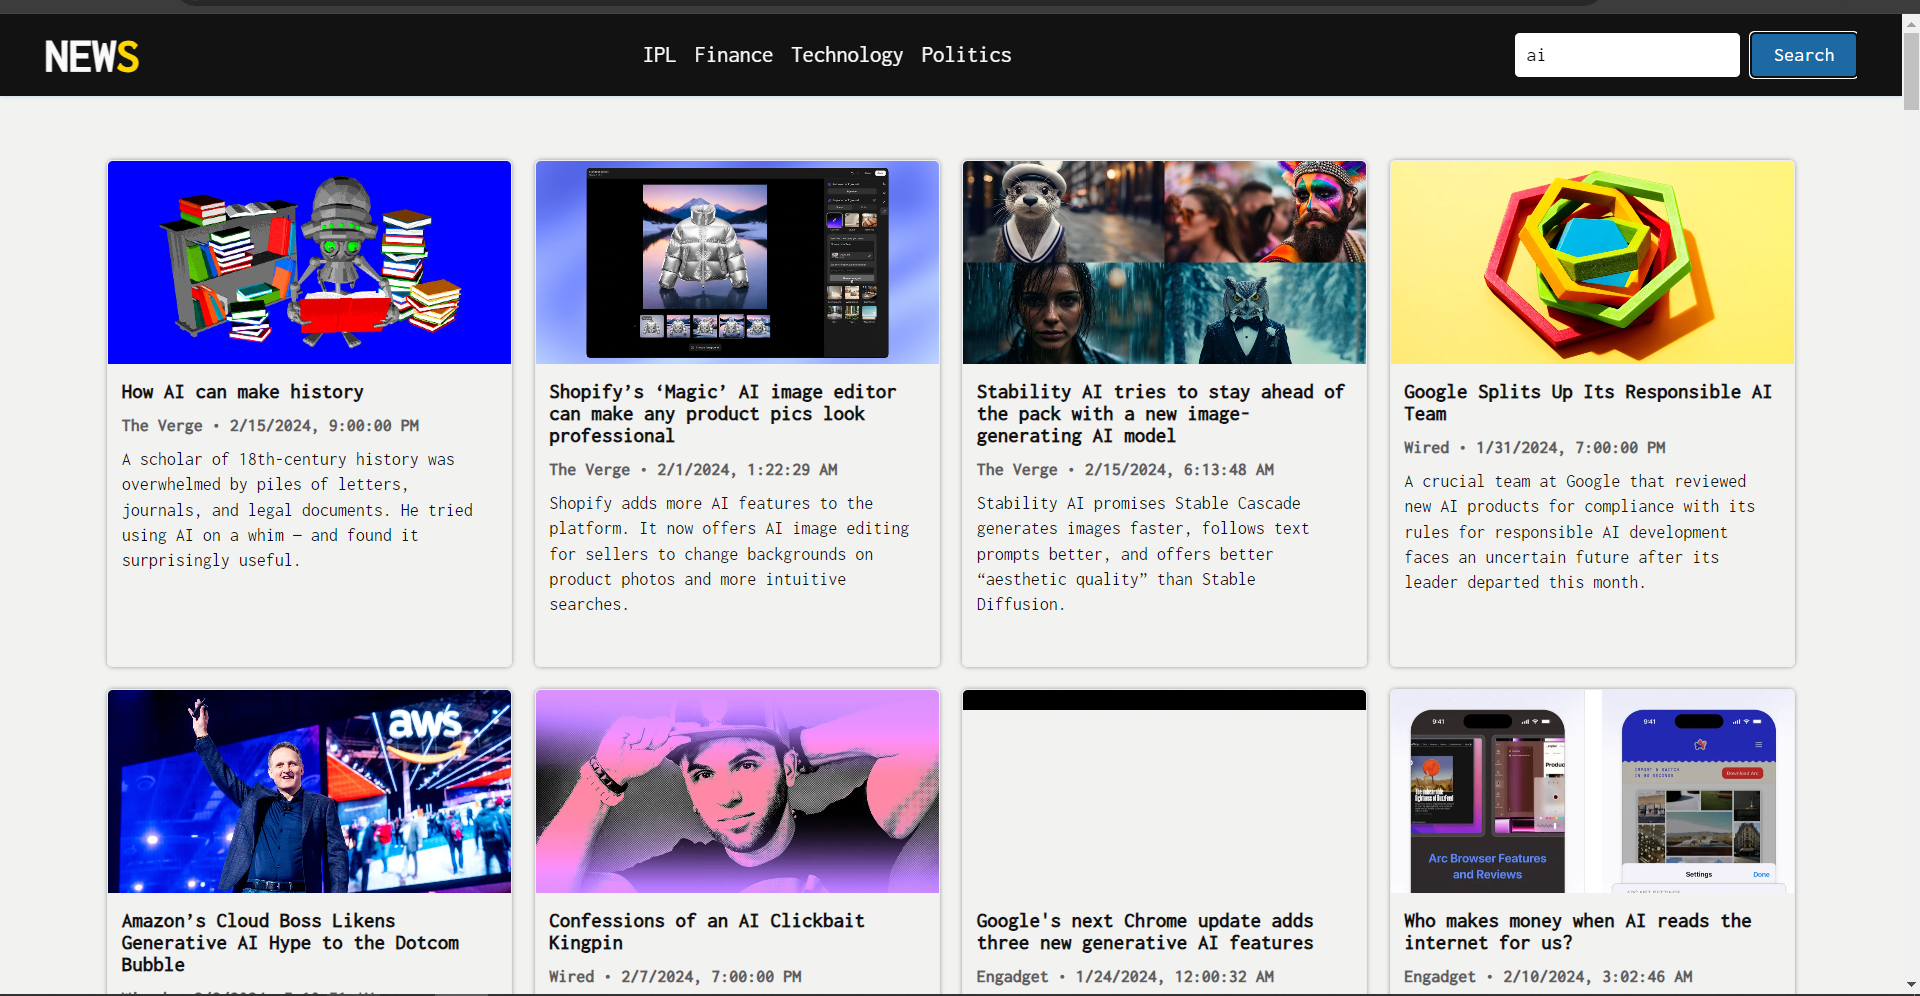 NEWS
IPL Finance Technology Politics
ai
Search
How AI can make history
The Verge • 2/15/2024, 9:00:00 PM
A scholar of 18th-century history was
overwhelmed by piles of letters,
journals, and legal documents. He tried
using AI on a whim — and found it
surprisingly useful.
Shopify’s ‘Magic’ AI image editor
can make any product pics look
professional
The Verge • 2/1/2024, 1:22:29 AM
Shopify adds more AI features to the
platform. It now offers AI image editing
for sellers to change backgrounds on
product photos and more intuitive
searches.
Stability AI tries to stay ahead of
the pack with a new image-
generating AI model
The Verge • 2/15/2024, 6:13:48 AM
Stability AI promises Stable Cascade
generates images faster, follows text
prompts better, and offers better
“aesthetic quality” than Stable
Diffusion.
Google Splits Up Its Responsible AI
Team
Wired • 1/31/2024, 7:00:00 PM
A crucial team at Google that reviewed
new AI products for compliance with its
rules for responsible AI development
faces an uncertain future after its
leader departed this month.
aws
Amazon’s Cloud Boss Likens
Generative AI Hype to the Dotcom
Bubble
Confessions of an AI Clickbait
Kingpin
Wired • 2/7/2024, 7:00:00 PM
Google's next Chrome update adds
three new generative AI features
Engadget • 1/24/2024, 12:00:32 AM
9:41
Arc Browser Features
and Reviews
9:41
Download Arc
Settings
Done
Who makes money when AI reads the
internet for us?
Engadget • 2/10/2024, 3:02:46 AM